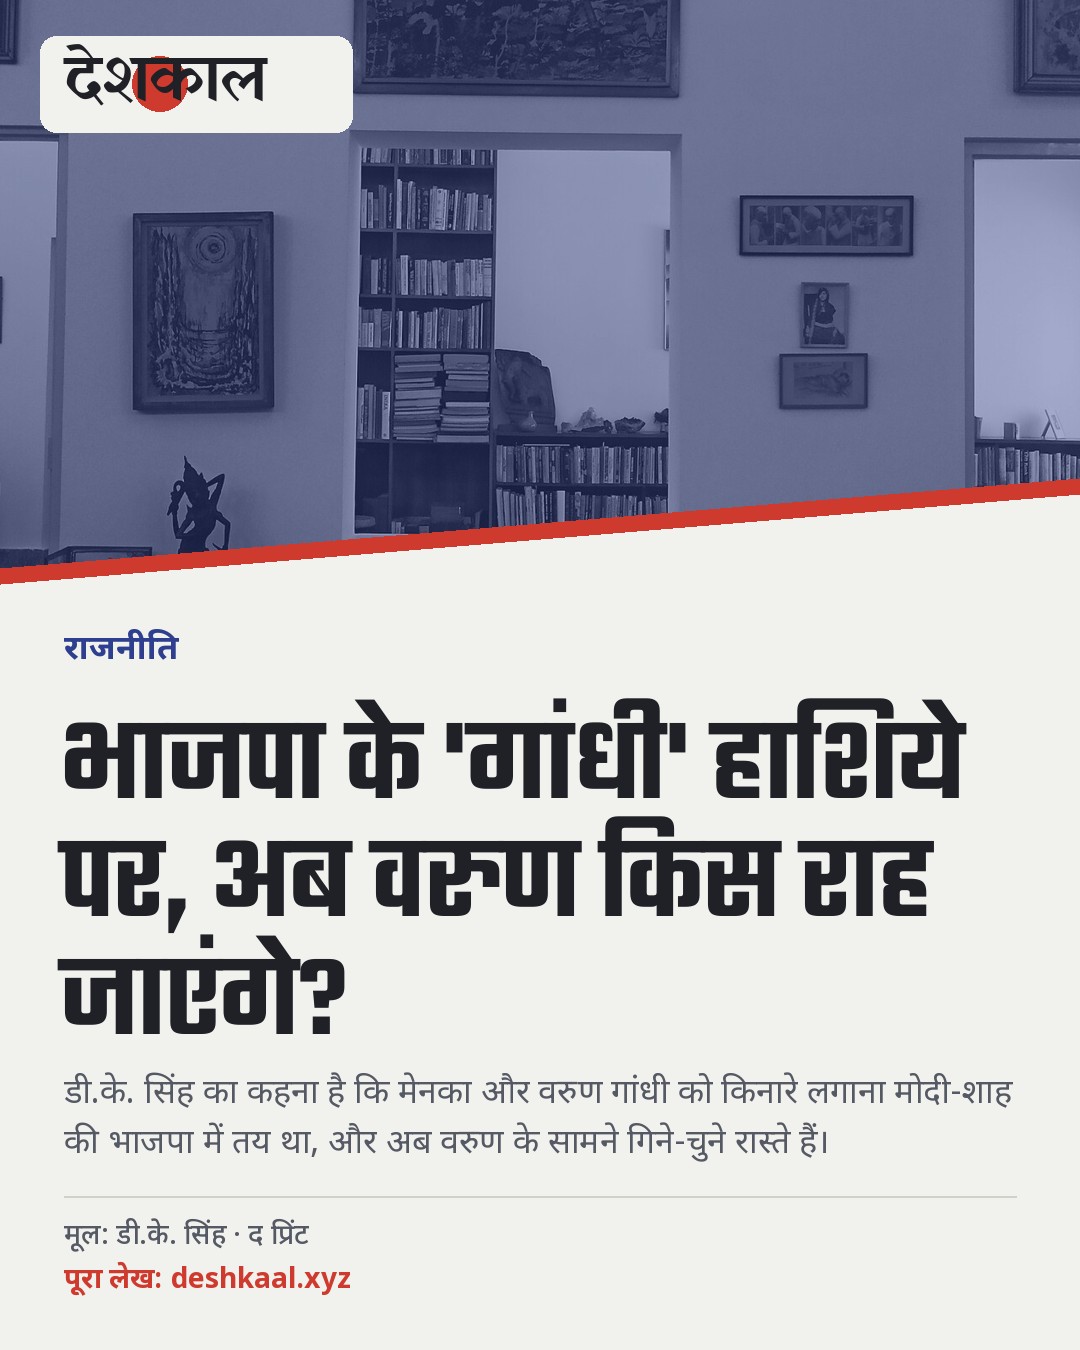 देशकाल
राजनीति
भाजपा के 'गांधी' हाशिये
पर, अब वरुण किस राह
जाएंगे?
डी.के. सिंह का कहना है कि मेनका और वरुण गांधी को किनारे लगाना मोदी-शाह
की भाजपा में तय था, और अब वरुण के सामने गिने-चुने रास्ते हैं।
मूल: डी.के. सिंह · द प्रिंट
पूरा लेख: deshkaal.xyz